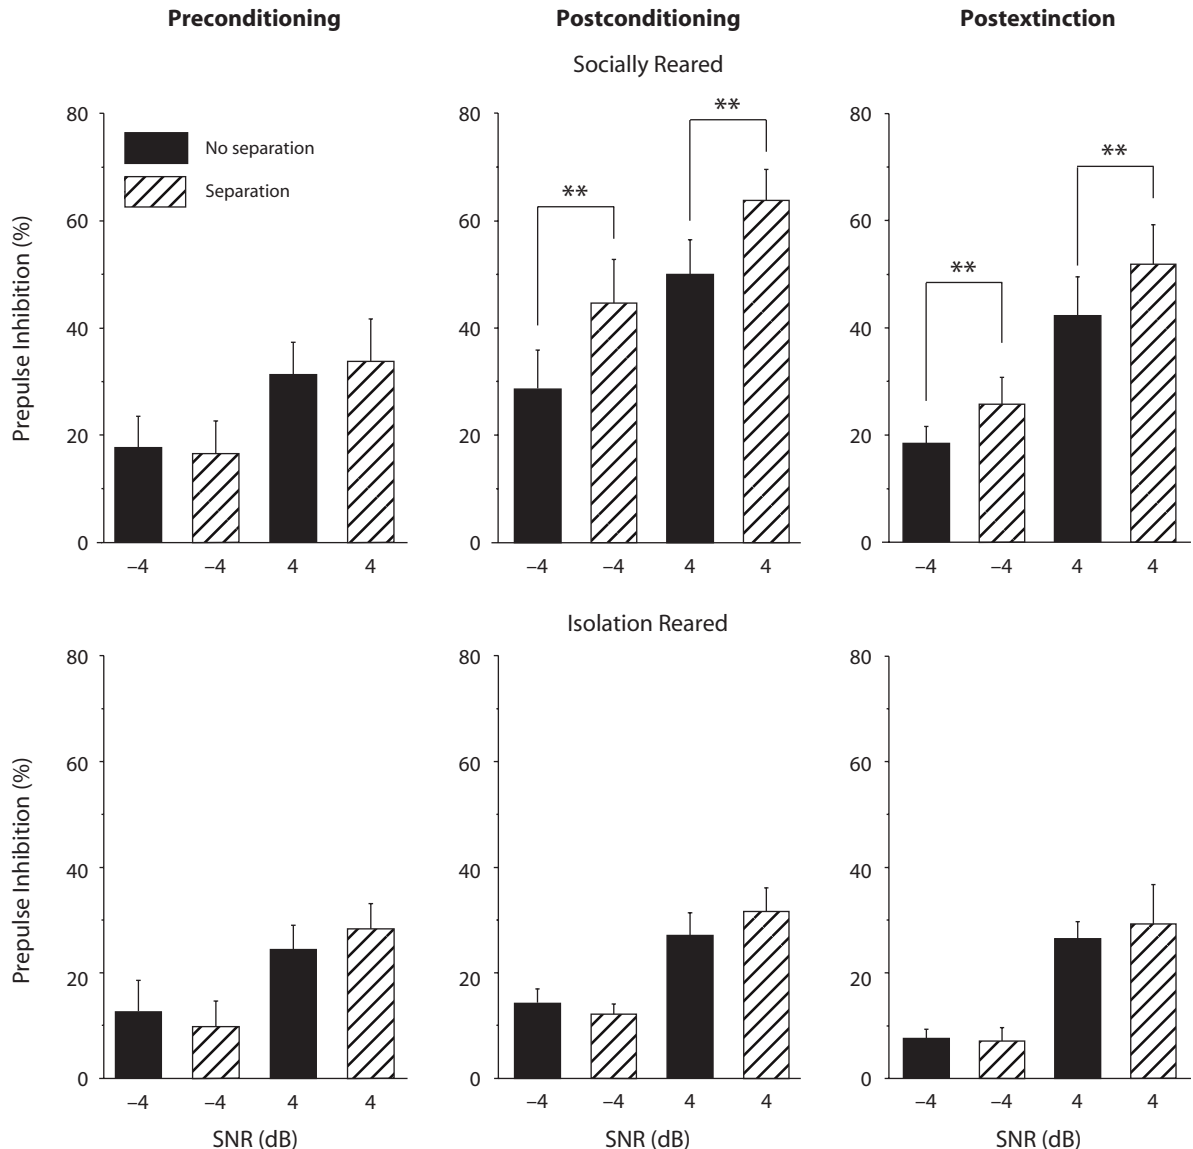 Preconditioning Postconditioning Postextinction
Socially Reared
80 80 80
** ** **
No separation
Separation
60 60 60
**
40 40 40
20 20 20
0 0 0
Prepulse Inhibition (%)
–4 –4 4 4 –4 –4 4 4 –4 –4 4 4
Isolation Reared
80 80 80
60 60 60
40 40 40
20 20 20
0 0 0
Prepulse Inhibition (%)
–4 –4 4 4 –4 –4 4 4 –4 –4 4 4
SNR (dB) SNR (dB) SNR (dB)